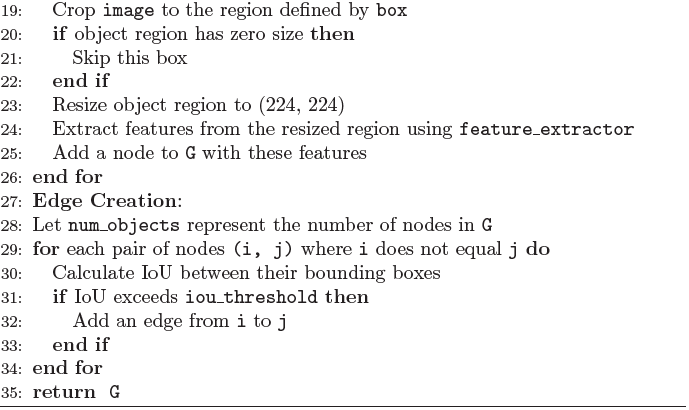 19: Crop image to the region defined by box
20: if object region has zero size then
21: Skip this box
22: end if
23: Resize object region to (224, 224)
24: Extract features from the resized region using feature_extractor
25: Add a node to G with these features
26: end for
27: Edge Creation:
28: Let num_objects represent the number of nodes in G
29: for each pair of nodes (i, j) where i does not equal j do
30: Calculate IoU between their bounding boxes
31: if IoU exceeds iou_threshold then
32: Add an edge from i to j
33: end if
34: end for
35: return G